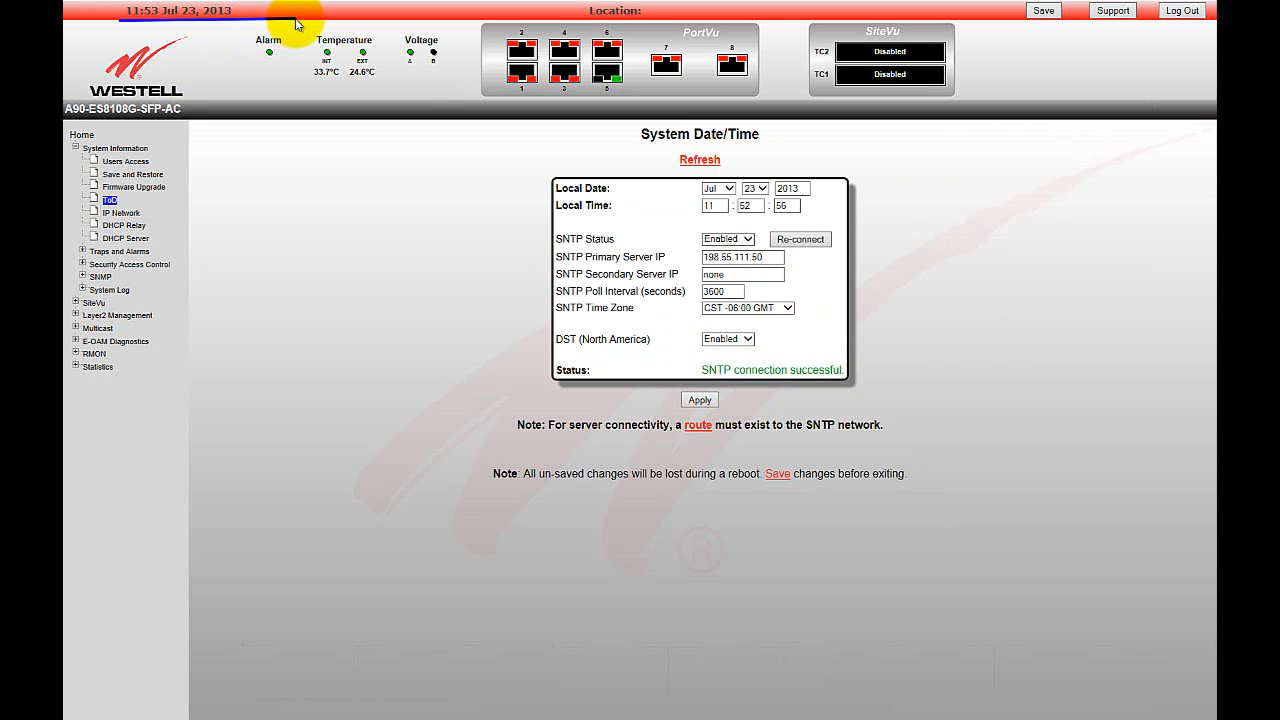 11:53 Jul 23, 2013 Location: Save Support Log Out
Alarm Temperature Voltage
INT EXT A B
33.7°C 24.6°C
WESTELL
2 4 6 PortVu
7 8
1 3 5
SiteVu
TC2 Disabled
TC1 Disabled
A90-ES8108G-SFP-AC
Home
System Information
Users Access
Save and Restore
Firmware Upgrade
ToD
IP Network
DHCP Relay
DHCP Server
Traps and Alarms
Security Access Control
SNMP
System Log
SiteVu
Layer2 Management
Multicast
E-OAM Diagnostics
RMON
Statistics
System Date/Time
Refresh
Local Date: Jul 23 2013
Local Time: 11 : 52 : 56
SNTP Status Enabled Re-connect
SNTP Primary Server IP 198.55.111.50
SNTP Secondary Server IP none
SNTP Poll Interval (seconds) 3600
SNTP Time Zone CST -06:00 GMT
DST (North America) Enabled
Status: SNTP connection successful.
Apply
Note: For server connectivity, a route must exist to the SNTP network.
Note: All un-saved changes will be lost during a reboot. Save changes before exiting.
®